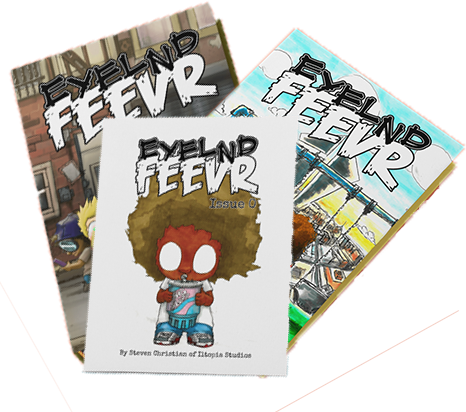 EYELND
FEEVR
EYELND
FEEVR
EYELND
FEEVR
Issue 0
By Steven Christian of Iltopia Studios